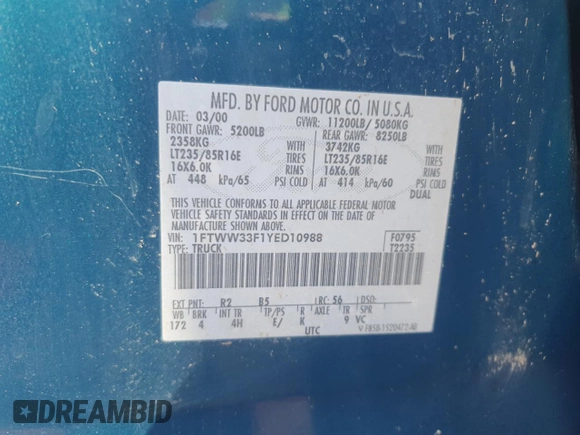 MFD. BY FORD MOTOR CO. IN U.S.A.
DATE: 03/00 GVWR: 11200LB/ 5080KG
FRONT GAWR: 5200LB REAR GAWR: 8250LB
2358KG WITH 3742KG WITH
LT235/85R16E TIRES LT235/85R16E TIRES
16X6.0K RIMS 16X6.0K RIMS
AT 448 kPa/65 PSI COLD AT 414 kPa/60 PSI COLD
DUAL
THIS VEHICLE CONFORMS TO ALL APPLICABLE FEDERAL MOTOR
VEHICLE SAFETY STANDARDS IN EFFECT ON THE DATE OF
MANUFACTURE SHOWN ABOVE.
VIN: 1FTWW33F1YED10988 F0795
TYPE: TRUCK T2235
EXT PNT: R2 B5 RC: 56 DSO:
WB BRK INT TR TP/PS R AXLE TR SPR
172 4 4H E/ K 9 VC
UTC
DREAMBID